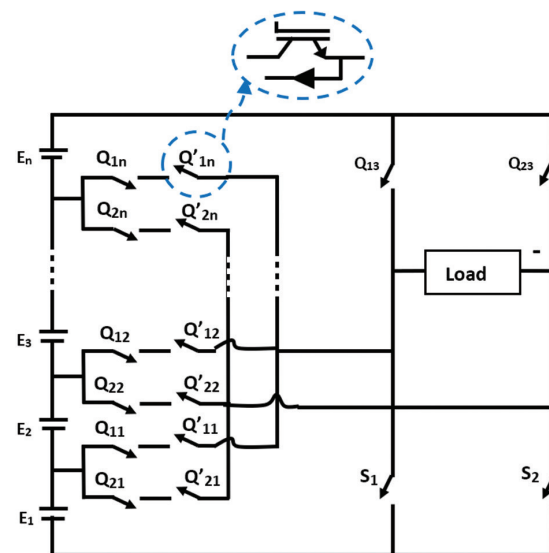 Eₙ
Q₁ₙ
Q'₁ₙ
Q₂ₙ
Q'₂ₙ
Q₁₃
Q₂₃
-
Load
E₃
Q₁₂
Q'₁₂
Q₂₂
Q'₂₂
E₂
Q₁₁
Q'₁₁
Q₂₁
Q'₂₁
S₁
S₂
E₁